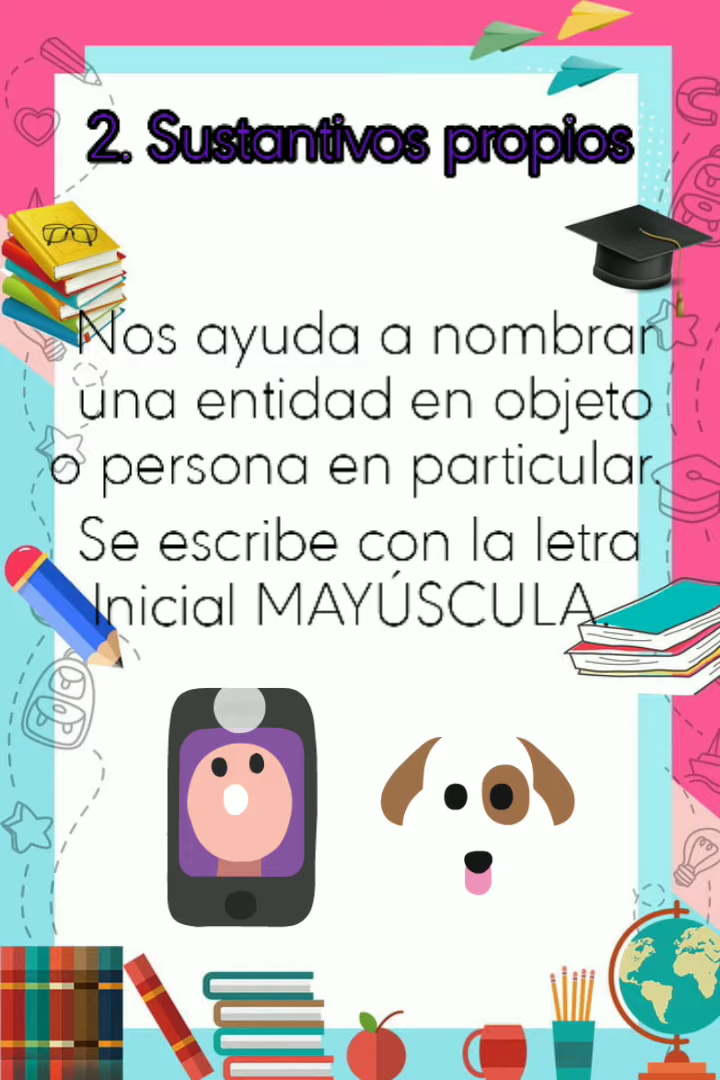 2. Sustantivos propios
Nos ayuda a nombrar
una entidad en objeto
o persona en particular.
Se escribe con la letra
Inicial MAYÚSCULA.